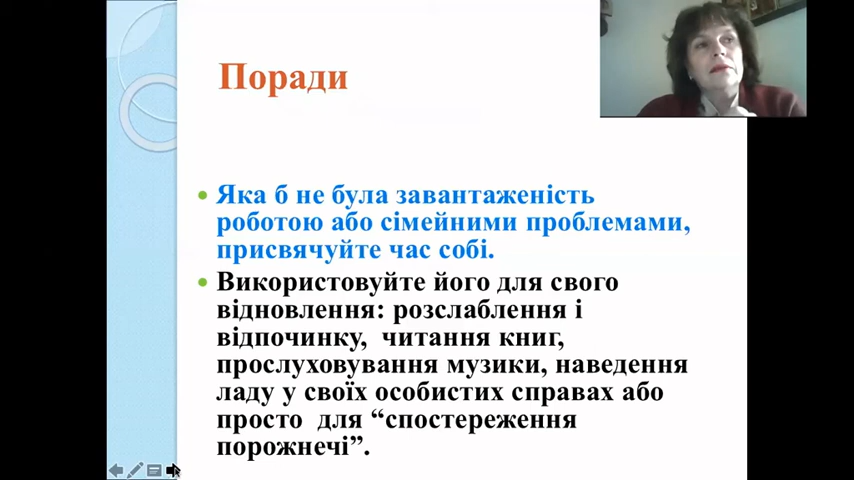 Поради
Яка б не була завантаженість
роботою або сімейними проблемами,
присвячуйте час собі.
Використовуйте його для свого
відновлення: розслаблення і
відпочинку, читання книг,
прослуховування музики, наведення
ладу у своїх особистих справах або
просто для “спостереження
порожнечі”.